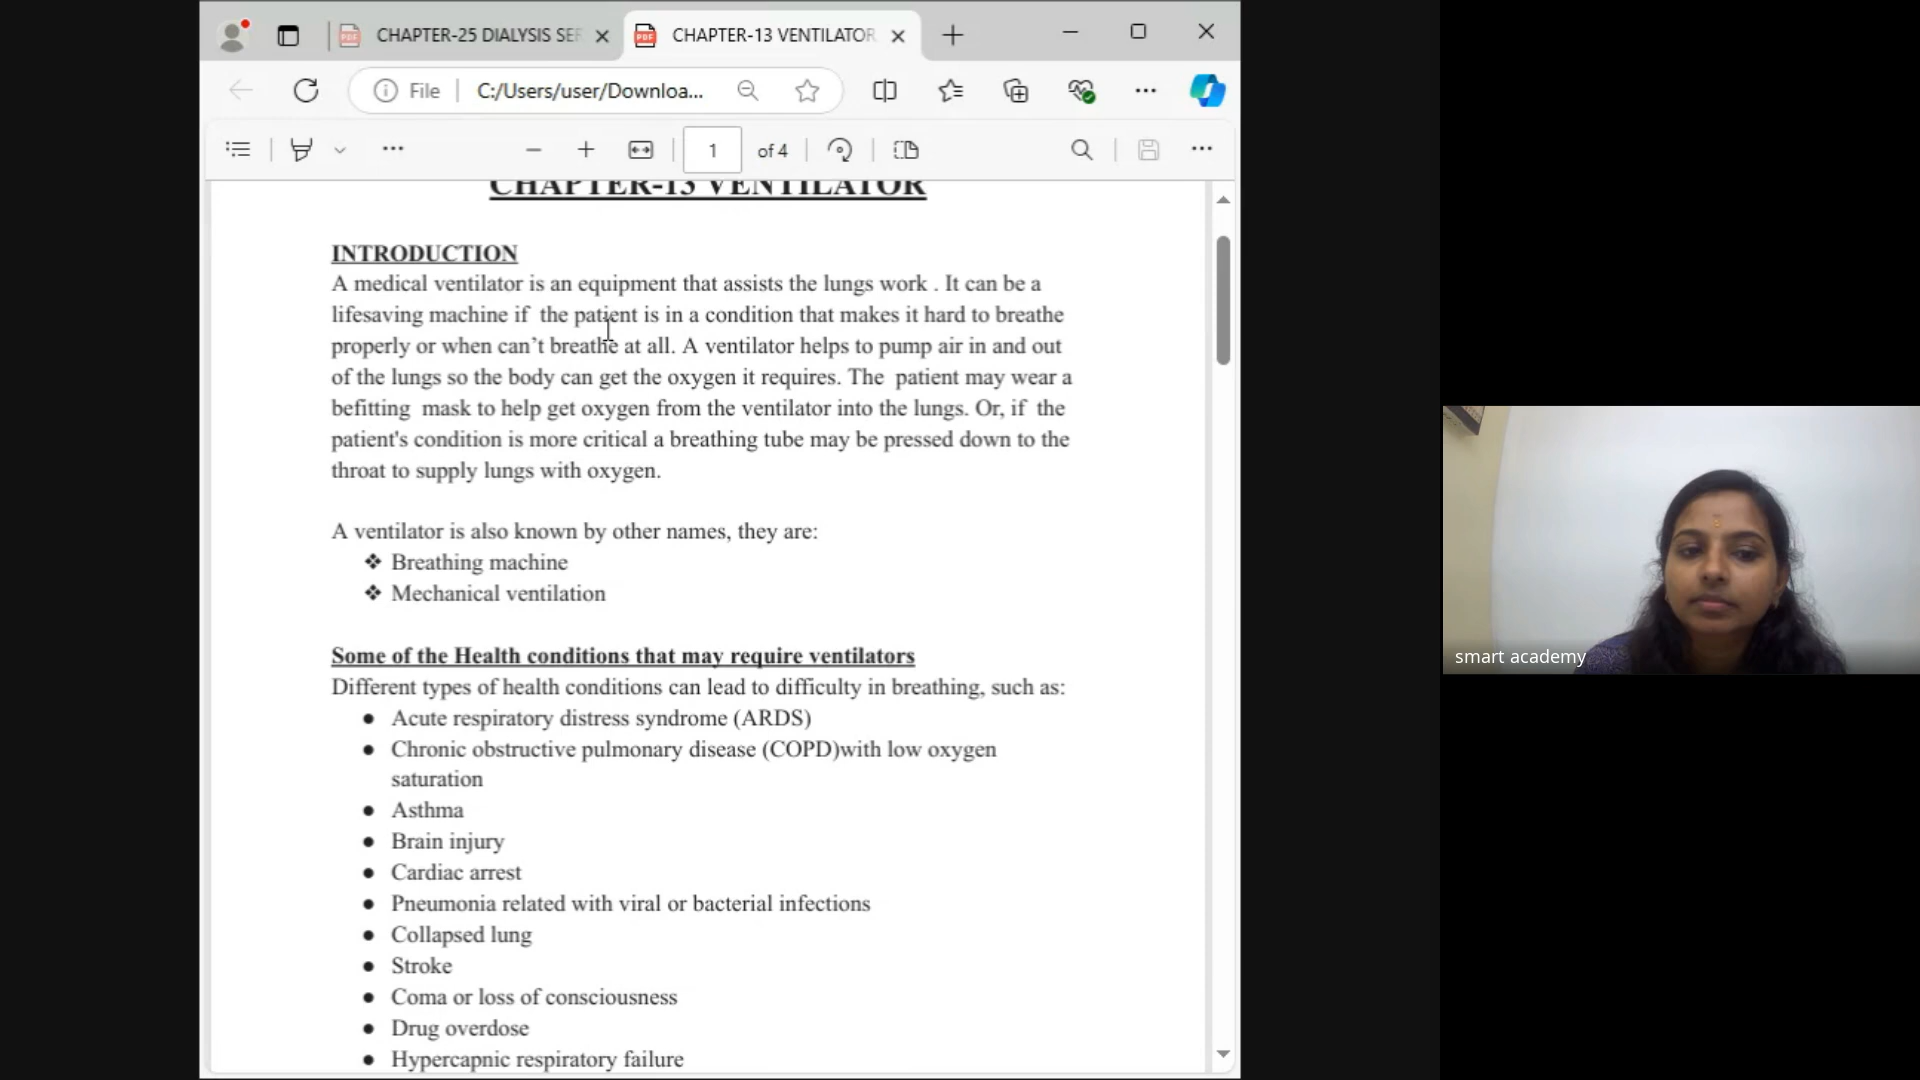 CHAPTER-25 DIALYSIS SER
CHAPTER-13 VENTILATOR
File
C:/Users/user/Downloa...
1 of 4
CHAPTER-13 VENTILATOR
INTRODUCTION
A medical ventilator is an equipment that assists the lungs work . It can be a
lifesaving machine if the patient is in a condition that makes it hard to breathe
properly or when can't breathe at all. A ventilator helps to pump air in and out
of the lungs so the body can get the oxygen it requires. The patient may wear a
befitting mask to help get oxygen from the ventilator into the lungs. Or, if the
patient's condition is more critical a breathing tube may be pressed down to the
throat to supply lungs with oxygen.
A ventilator is also known by other names, they are:
❖ Breathing machine
❖ Mechanical ventilation
Some of the Health conditions that may require ventilators
Different types of health conditions can lead to difficulty in breathing, such as:
● Acute respiratory distress syndrome (ARDS)
● Chronic obstructive pulmonary disease (COPD)with low oxygen
saturation
● Asthma
● Brain injury
● Cardiac arrest
● Pneumonia related with viral or bacterial infections
● Collapsed lung
● Stroke
● Coma or loss of consciousness
● Drug overdose
● Hypercapnic respiratory failure
smart academy